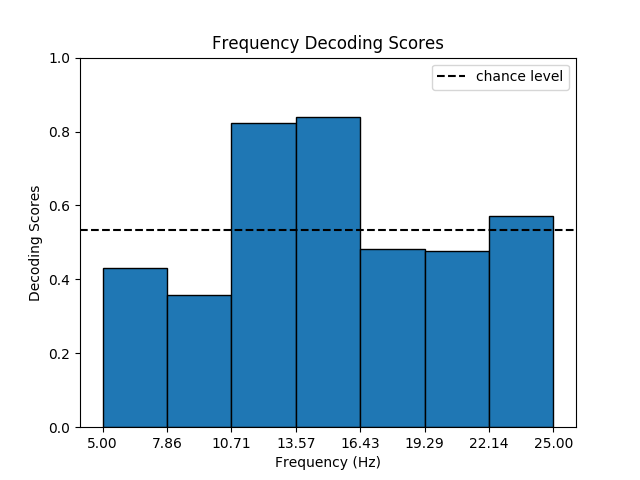 Frequency Decoding Scores
chance level
1.0
0.8
0.6
0.4
0.2
0.0
Decoding Scores
5.00 7.86 10.71 13.57 16.43 19.29 22.14 25.00
Frequency (Hz)